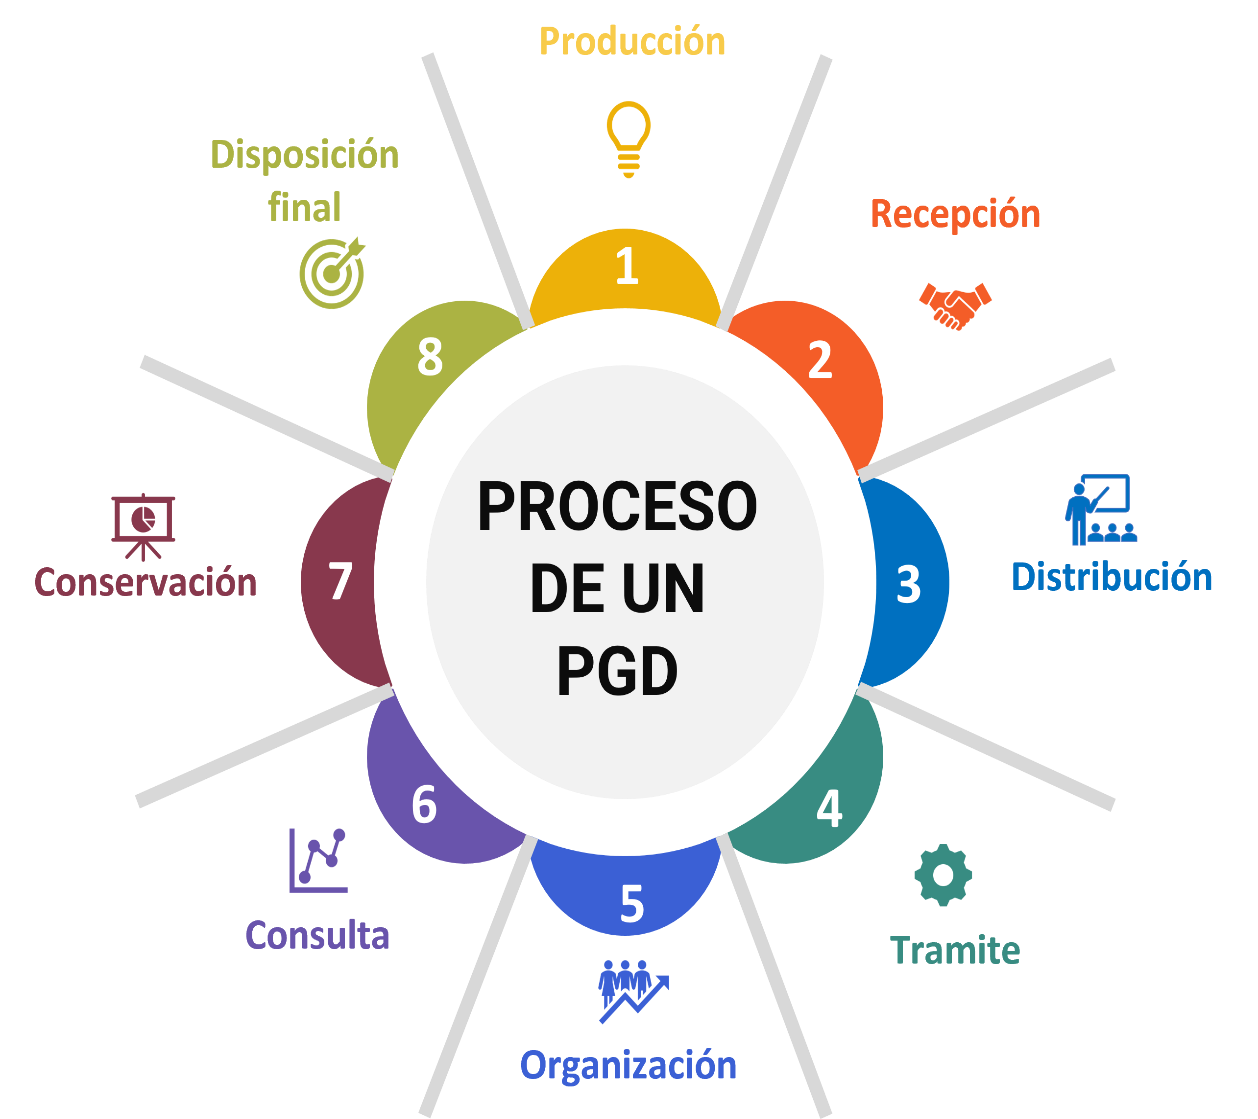 PROCESO
DE UN
PGD
1
Producción
2
Recepción
3
Distribución
4
Tramite
5
Organización
6
Consulta
7
Conservación
8
Disposición
final